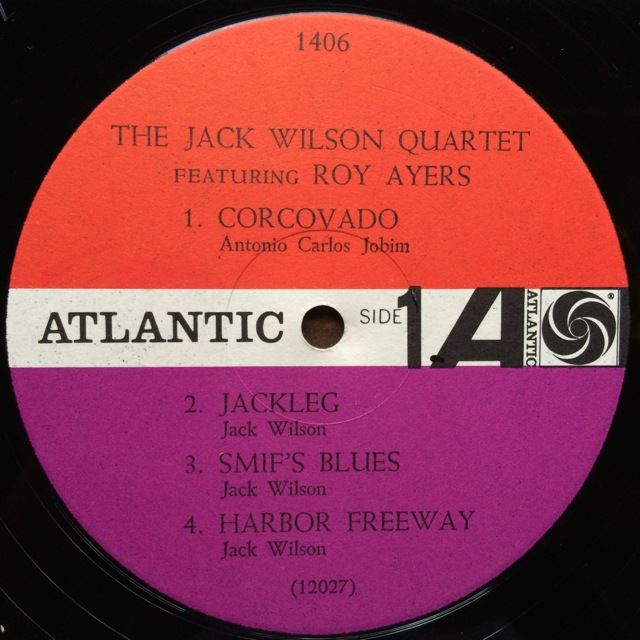 1406
THE JACK WILSON QUARTET
FEATURING ROY AYERS
1. CORCOVADO
Antonio Carlos Jobim
ATLANTIC SIDE 1 A ATLANTIC ®
2. JACKLEG
Jack Wilson
3. SMIF'S BLUES
Jack Wilson
4. HARBOR FREEWAY
Jack Wilson
(12027)